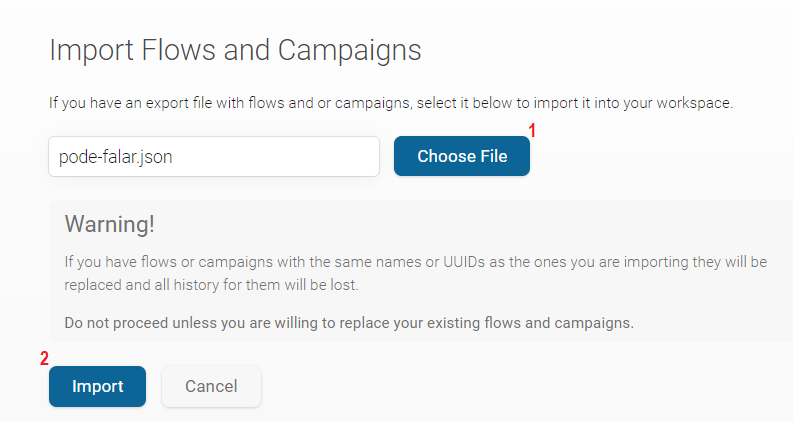 Import Flows and Campaigns
If you have an export file with flows and or campaigns, select it below to import it into your workspace.
1
pode-falar.json
Choose File
Warning!
If you have flows or campaigns with the same names or UUIDs as the ones you are importing they will be
replaced and all history for them will be lost.
Do not proceed unless you are willing to replace your existing flows and campaigns.
2
Import
Cancel